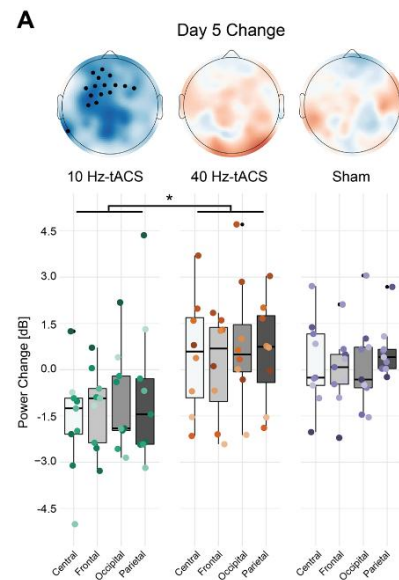 A
Day 5 Change
10 Hz-tACS
40 Hz-tACS
Sham
*
Power Change [dB]
4.5
3.0
1.5
0.0
-1.5
-3.0
-4.5
Central
Frontal
Occipital
Parietal
Central
Frontal
Occipital
Parietal
Central
Frontal
Occipital
Parietal